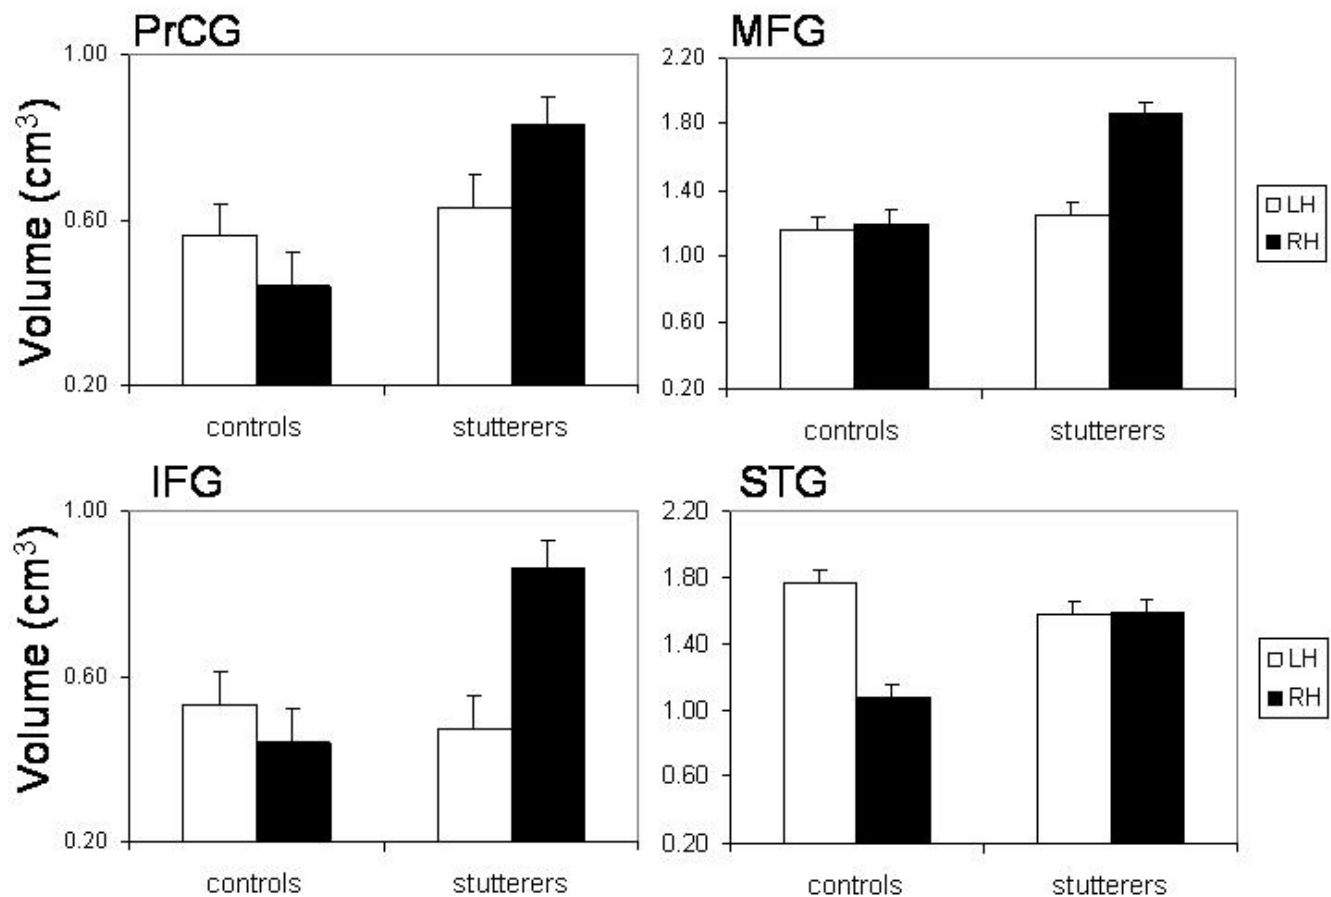 PrCG
MFG
Volume (cm³)
1.00
0.60
0.20
controls
stutterers
2.20
1.80
1.40
1.00
0.60
0.20
controls
stutterers
LH
RH
IFG
STG
Volume (cm³)
1.00
0.60
0.20
controls
stutterers
2.20
1.80
1.40
1.00
0.60
0.20
controls
stutterers
LH
RH